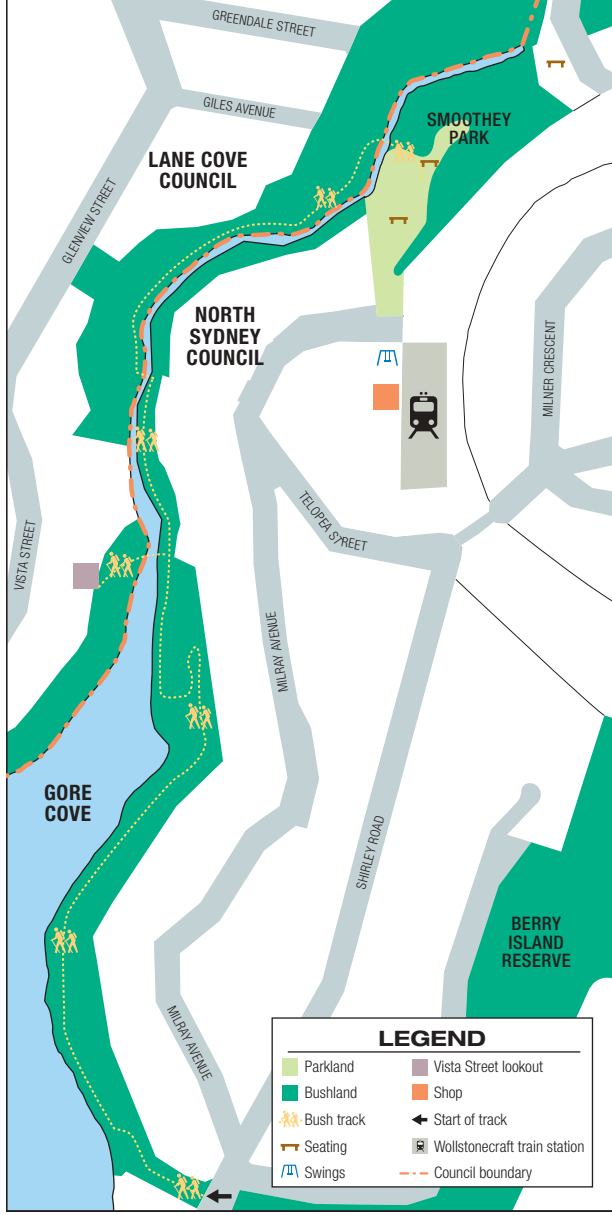 GREENDALE STREET
GILES AVENUE
SMOOTHEY
PARK
LANE COVE
COUNCIL
GLENVIEW STREET
NORTH
SYDNEY
COUNCIL
MILNER CRESCENT
TELOPEA STREET
VISTA STREET
MILRAY AVENUE
GORE
COVE
SHIRLEY ROAD
BERRY
ISLAND
RESERVE
MILRAY AVENUE
LEGEND
Parkland
Bushland
Bush track
Seating
Swings
Vista Street lookout
Shop
Start of track
Wollstonecraft train station
Council boundary